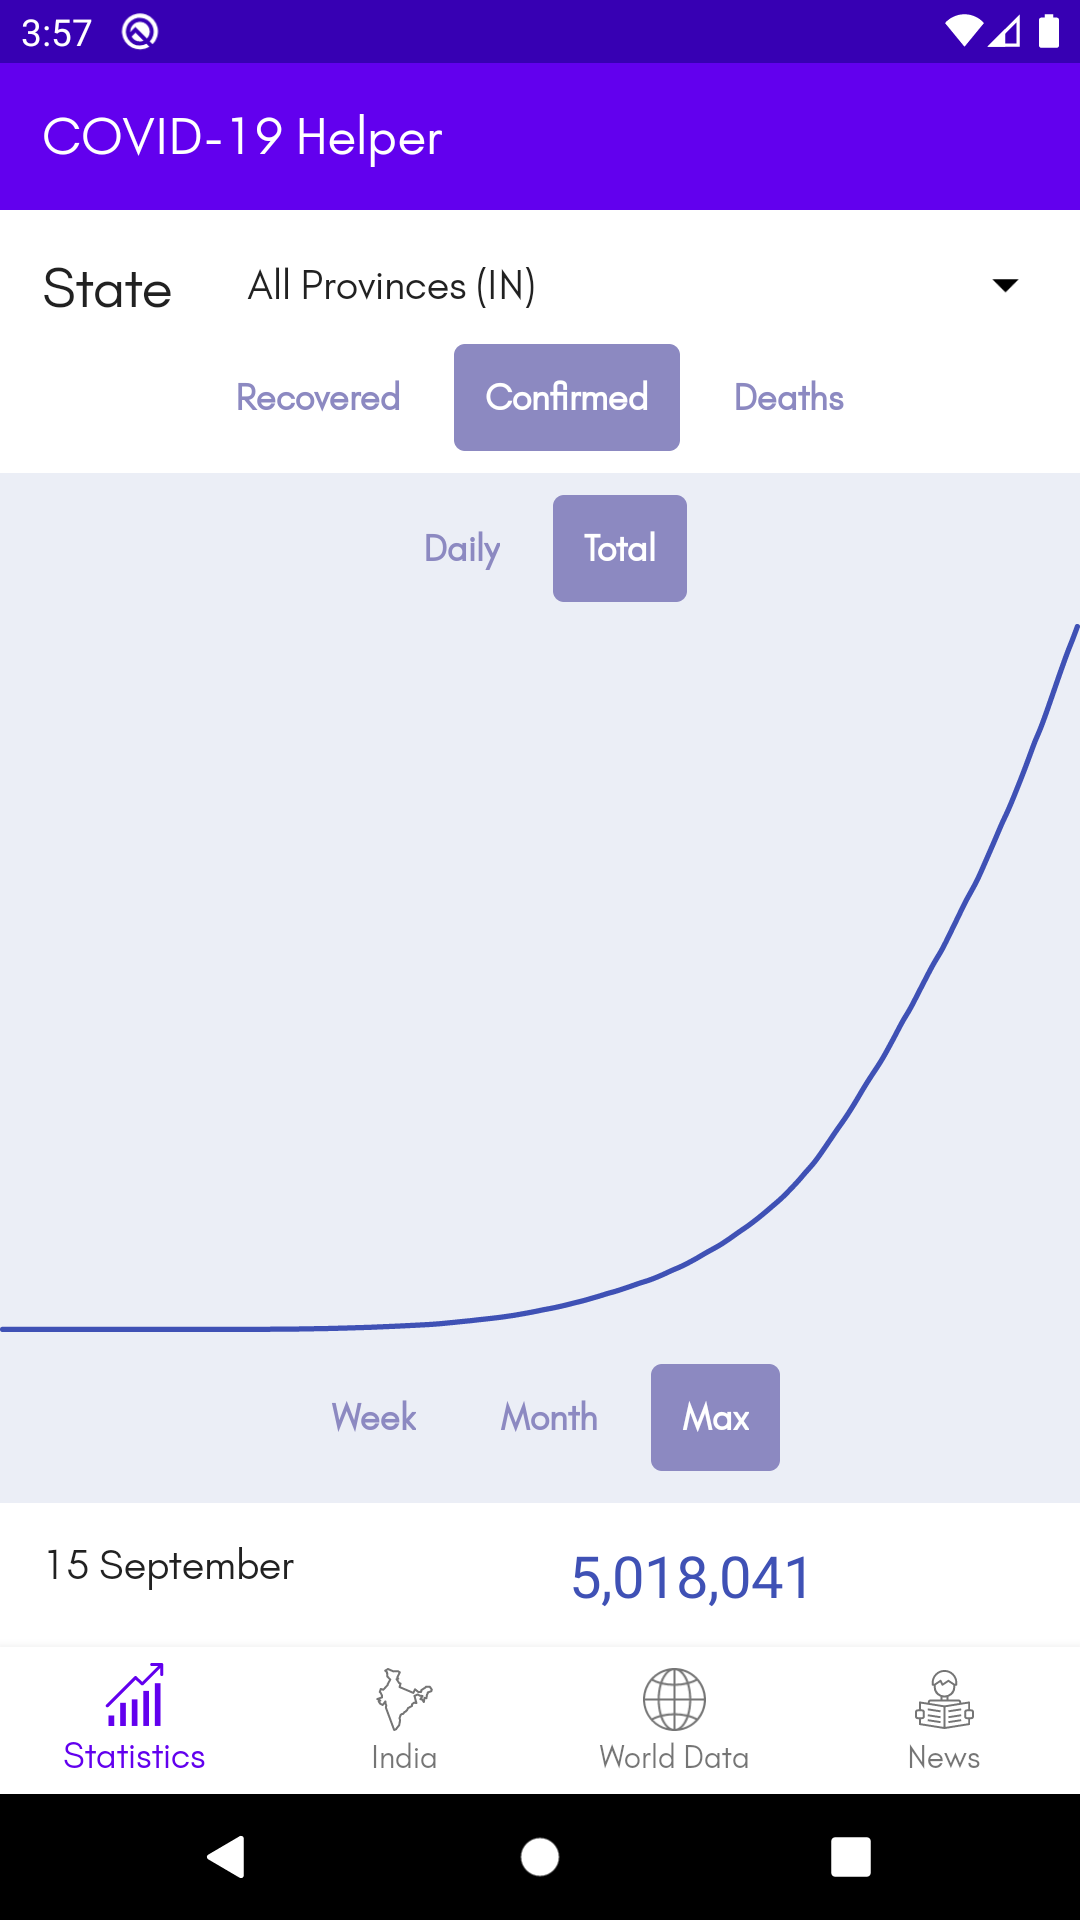 3:57
COVID-19 Helper
State All Provinces (IN)
Recovered Confirmed Deaths
Daily Total
Week Month Max
15 September 5,018,041
Statistics India World Data News